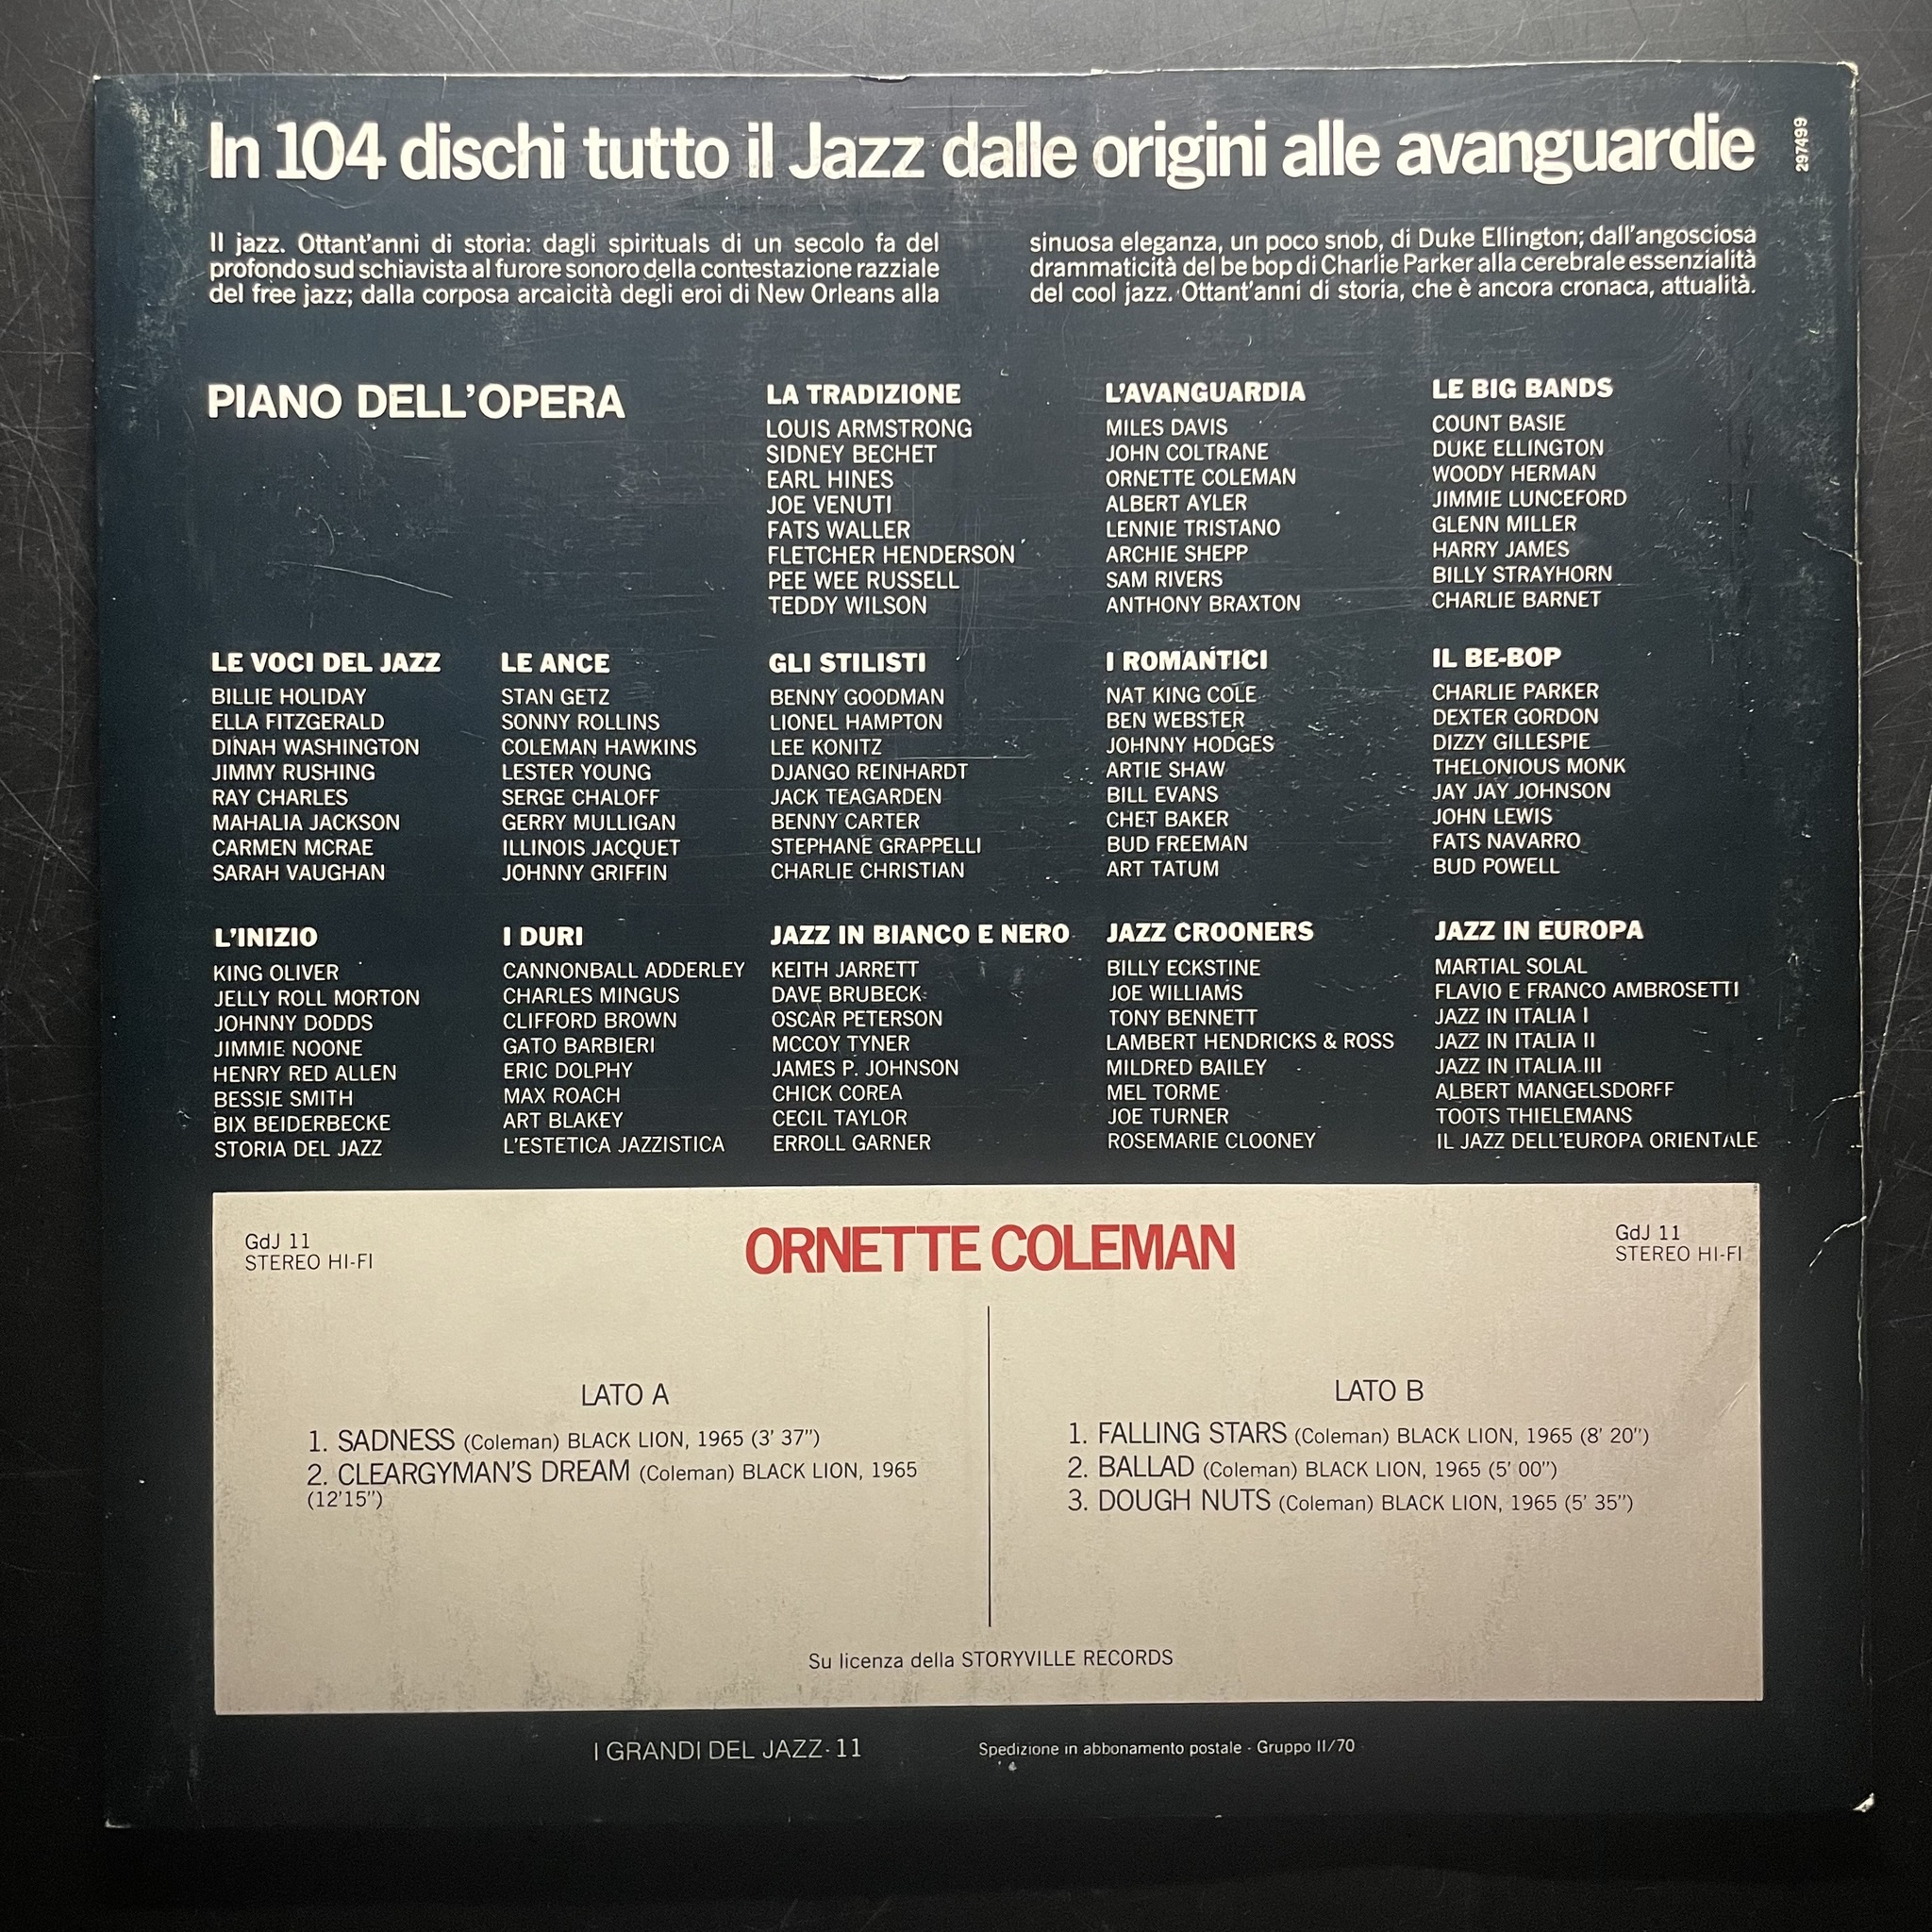 In 104 dischi tutto il Jazz dalle origini alle avanguardie
297499
Il jazz. Ottant'anni di storia: dagli spirituals di un secolo fa del
profondo sud schiavista al furore sonoro della contestazione razziale
del free jazz; dalla corposa arcaicità degli eroi di New Orleans alla
sinuosa eleganza, un poco snob, di Duke Ellington; dall'angosciosa
drammaticità del be bop di Charlie Parker alla cerebrale essenzialità
del cool jazz. Ottant'anni di storia, che è ancora cronaca, attualità.
PIANO DELL'OPERA
LA TRADIZIONE
LOUIS ARMSTRONG
SIDNEY BECHET
EARL HINES
JOE VENUTI
FATS WALLER
FLETCHER HENDERSON
PEE WEE RUSSELL
TEDDY WILSON
L'AVANGUARDIA
MILES DAVIS
JOHN COLTRANE
ORNETTE COLEMAN
ALBERT AYLER
LENNIE TRISTANO
ARCHIE SHEPP
SAM RIVERS
ANTHONY BRAXTON
LE BIG BANDS
COUNT BASIE
DUKE ELLINGTON
WOODY HERMAN
JIMMIE LUNCEFORD
GLENN MILLER
HARRY JAMES
BILLY STRAYHORN
CHARLIE BARNET
LE VOCI DEL JAZZ
BILLIE HOLIDAY
ELLA FITZGERALD
DINAH WASHINGTON
JIMMY RUSHING
RAY CHARLES
MAHALIA JACKSON
CARMEN MCRAE
SARAH VAUGHAN
LE ANCE
STAN GETZ
SONNY ROLLINS
COLEMAN HAWKINS
LESTER YOUNG
SERGE CHALOFF
GERRY MULLIGAN
ILLINOIS JACQUET
JOHNNY GRIFFIN
GLI STILISTI
BENNY GOODMAN
LIONEL HAMPTON
LEE KONITZ
DJANGO REINHARDT
JACK TEAGARDEN
BENNY CARTER
STEPHANE GRAPPELLI
CHARLIE CHRISTIAN
I ROMANTICI
NAT KING COLE
BEN WEBSTER
JOHNNY HODGES
ARTIE SHAW
BILL EVANS
CHET BAKER
BUD FREEMAN
ART TATUM
IL BE-BOP
CHARLIE PARKER
DEXTER GORDON
DIZZY GILLESPIE
THELONIOUS MONK
JAY JAY JOHNSON
JOHN LEWIS
FATS NAVARRO
BUD POWELL
L'INIZIO
KING OLIVER
JELLY ROLL MORTON
JOHNNY DODDS
JIMMIE NOONE
HENRY RED ALLEN
BESSIE SMITH
BIX BEIDERBECKE
STORIA DEL JAZZ
I DURI
CANNONBALL ADDERLEY
CHARLES MINGUS
CLIFFORD BROWN
GATO BARBIERI
ERIC DOLPHY
MAX ROACH
ART BLAKEY
L'ESTETICA JAZZISTICA
JAZZ IN BIANCO E NERO
KEITH JARRETT
DAVE BRUBECK
OSCAR PETERSON
MCCOY TYNER
JAMES P. JOHNSON
CHICK COREA
CECIL TAYLOR
ERROLL GARNER
JAZZ CROONERS
BILLY ECKSTINE
JOE WILLIAMS
TONY BENNETT
LAMBERT HENDRICKS & ROSS
MILDRED BAILEY
MEL TORME
JOE TURNER
ROSEMARIE CLOONEY
JAZZ IN EUROPA
MARTIAL SOLAL
FLAVIO E FRANCO AMBROSETTI
JAZZ IN ITALIA I
JAZZ IN ITALIA II
JAZZ IN ITALIA III
ALBERT MANGELSDORFF
TOOTS THIELEMANS
IL JAZZ DELL'EUROPA ORIENTALE
GdJ 11
STEREO HI-FI
ORNETTE COLEMAN
GdJ 11
STEREO HI-FI
LATO A
1. SADNESS (Coleman) BLACK LION, 1965 (3' 37")
2. CLEARGYMAN'S DREAM (Coleman) BLACK LION, 1965
(12'15")
LATO B
1. FALLING STARS (Coleman) BLACK LION, 1965 (8' 20")
2. BALLAD (Coleman) BLACK LION, 1965 (5' 00")
3. DOUGH NUTS (Coleman) BLACK LION, 1965 (5' 35")
Su licenza della STORYVILLE RECORDS
I GRANDI DEL JAZZ - 11
Spedizione in abbonamento postale - Gruppo II/70